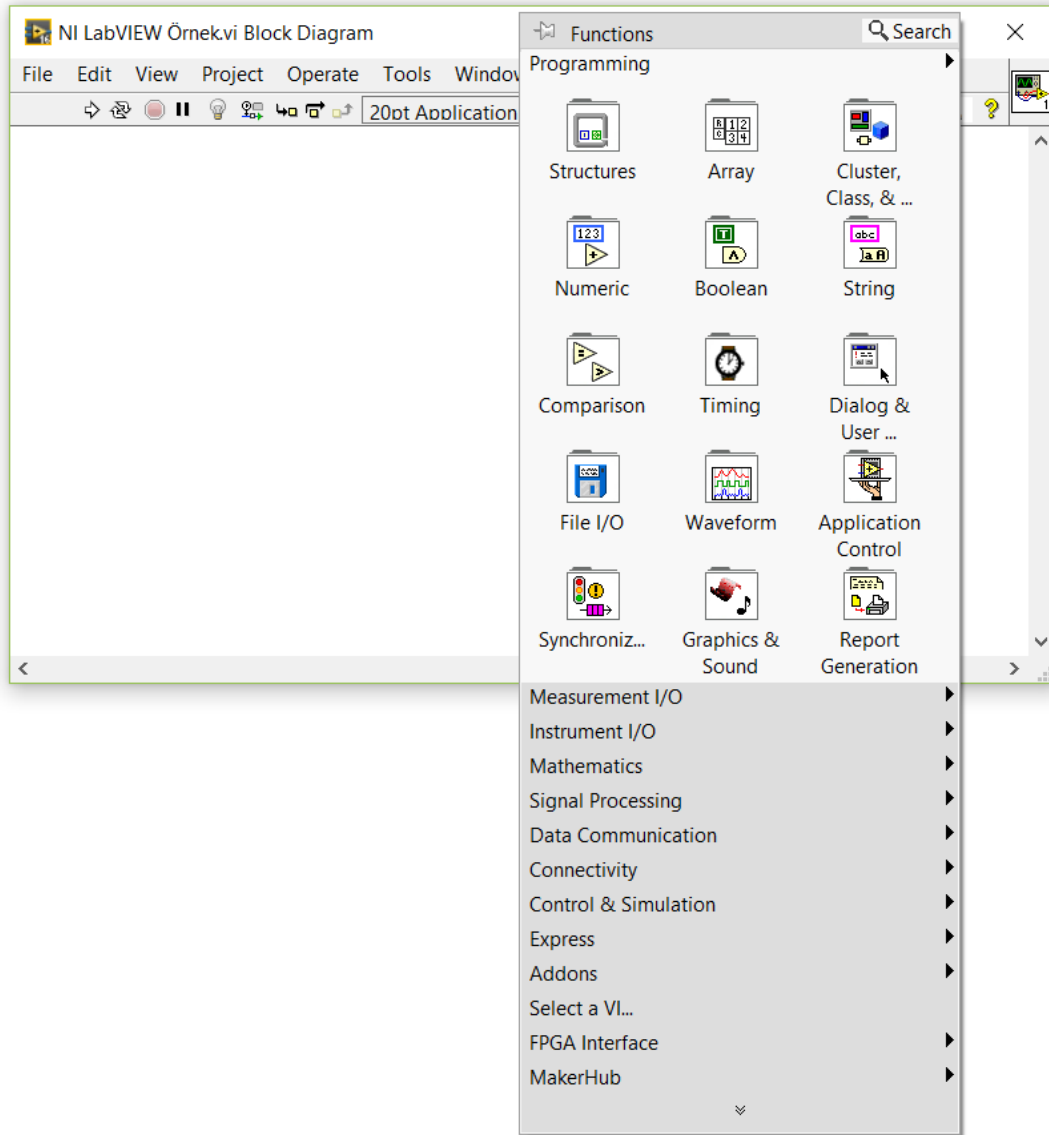 NI LabVIEW Örnek.vi Block Diagram
File Edit View Project Operate Tools Window
20pt Application
Functions
Search
Programming
Structures
Array
Cluster,
Class, & ...
Numeric
Boolean
String
Comparison
Timing
Dialog &
User ...
File I/O
Waveform
Application
Control
Synchroniz...
Graphics &
Sound
Report
Generation
Measurement I/O
Instrument I/O
Mathematics
Signal Processing
Data Communication
Connectivity
Control & Simulation
Express
Addons
Select a VI...
FPGA Interface
MakerHub